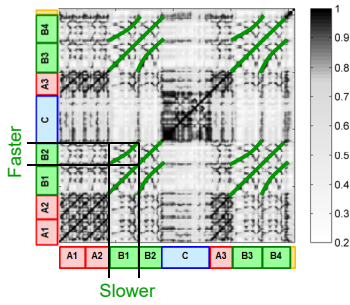 B4
B3
A3
C
B2
B1
A2
A1
Faster
A1 A2 B1 B2 C A3 B3 B4
Slower
1
0.9
0.8
0.7
0.6
0.5
0.4
0.3
0.2